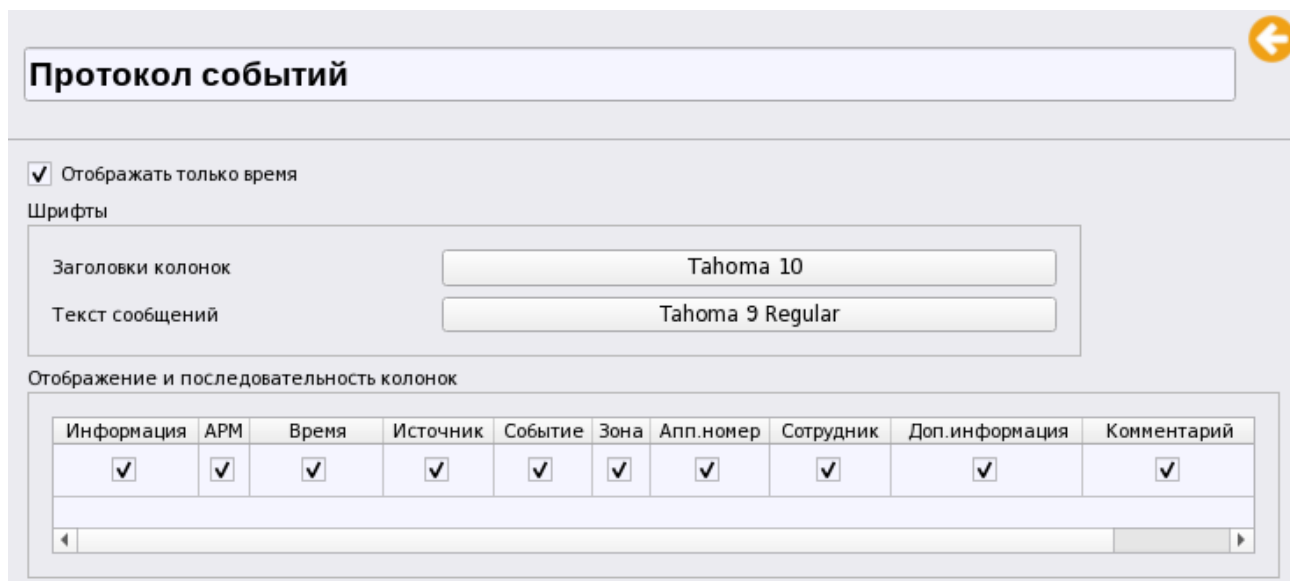 Протокол событий
Отображать только время
Шрифты
Заголовки колонок Tahoma 10
Текст сообщений Tahoma 9 Regular
Отображение и последовательность колонок
Информация АРМ Время Источник Событие Зона Апп.номер Сотрудник Доп.информация Комментарий